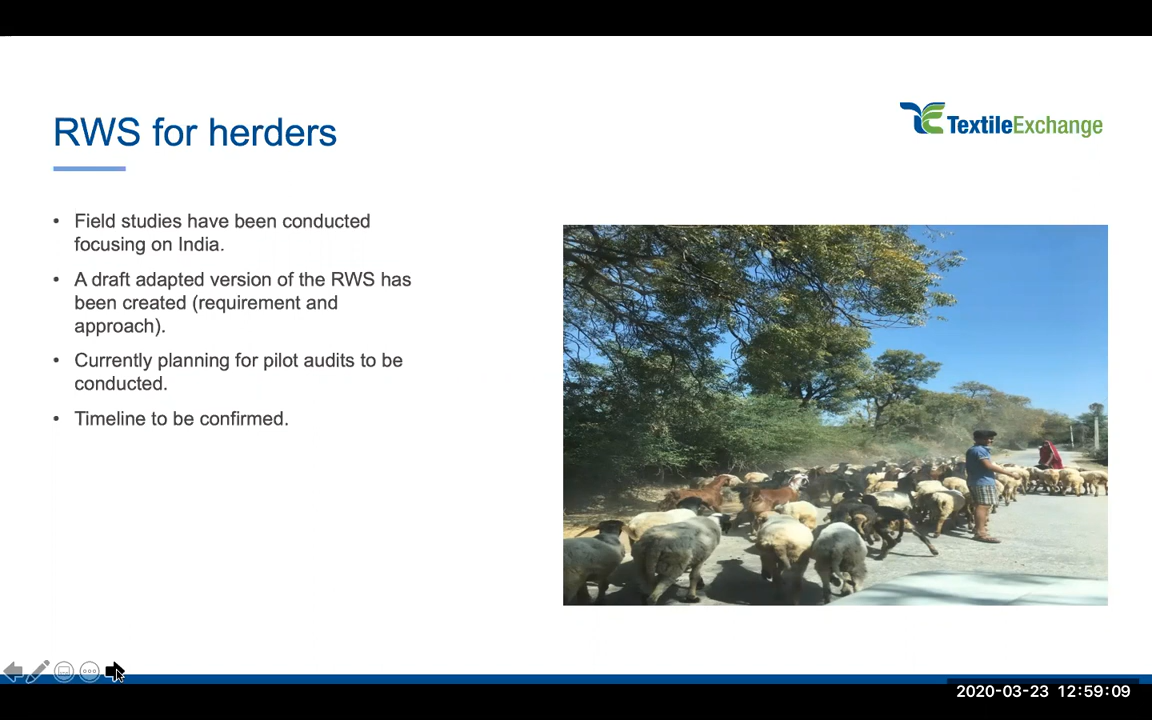 RWS for herders
TextileExchange
• Field studies have been conducted
focusing on India.
• A draft adapted version of the RWS has
been created (requirement and
approach).
• Currently planning for pilot audits to be
conducted.
• Timeline to be confirmed.
2020-03-23 12:59:09